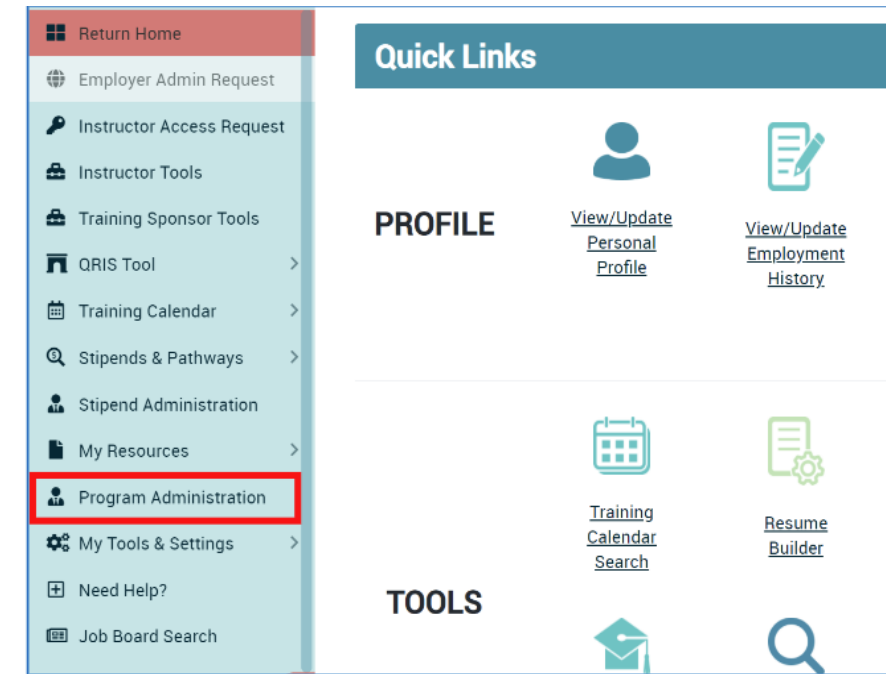 Return Home
Employer Admin Request
Instructor Access Request
Instructor Tools
Training Sponsor Tools
QRIS Tool
Training Calendar
Stipends & Pathways
Stipend Administration
My Resources
Program Administration
My Tools & Settings
Need Help?
Job Board Search
Quick Links
PROFILE
View/Update
Personal
Profile
View/Update
Employment
History
TOOLS
Training
Calendar
Search
Resume
Builder